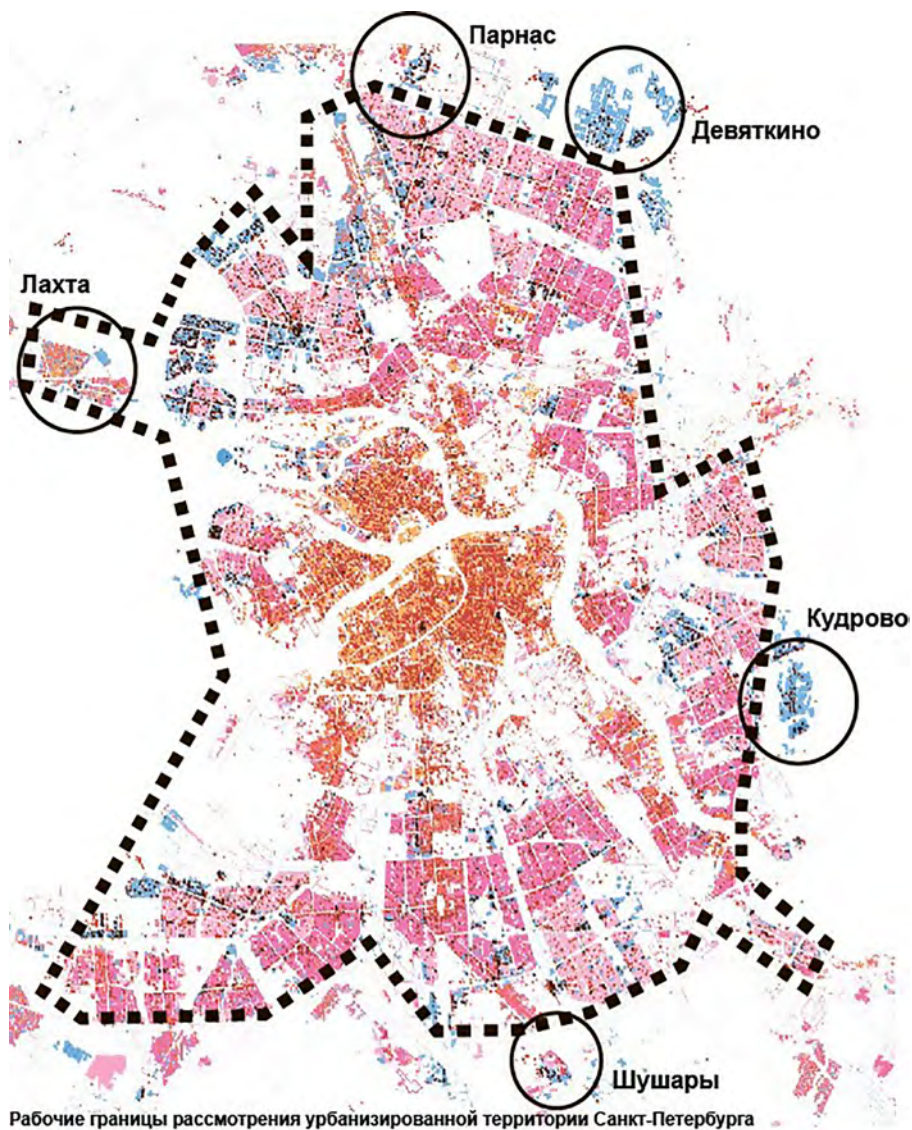 Парнас
Девяткино
Лахта
Кудрово
Шушары
Рабочие границы рассмотрения урбанизированной территории Санкт-Петербурга